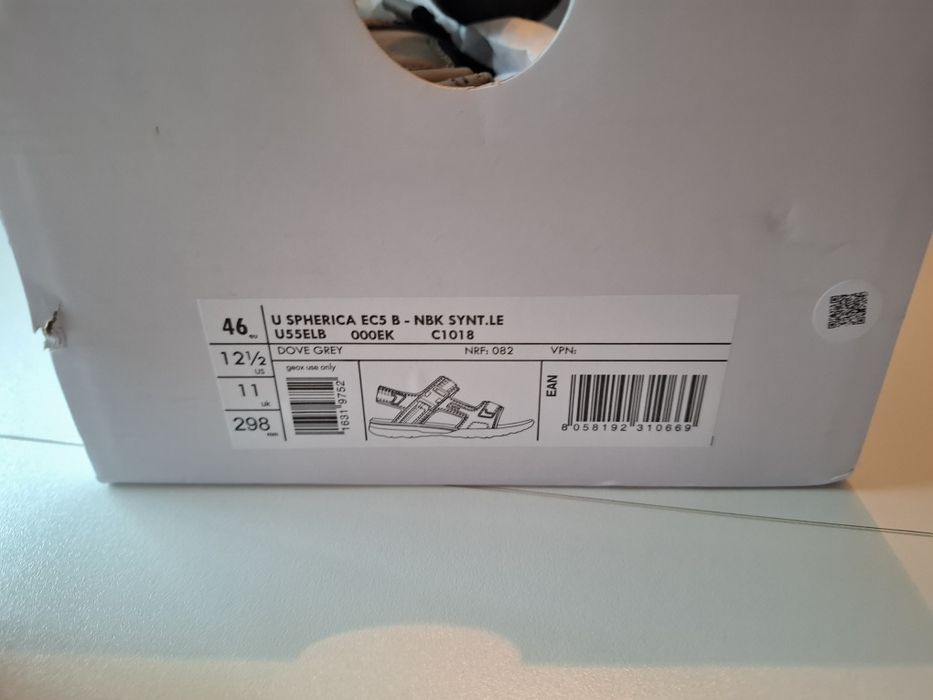 46 eu
U SPHERICA EC5 B - NBK SYNT.LE
U55ELB 000EK C1018
12½ us
DOVE GREY NRF: 082 VPN:
11 uk
geox use only
298 mm
1631 9752
EAN
8 058192 310669